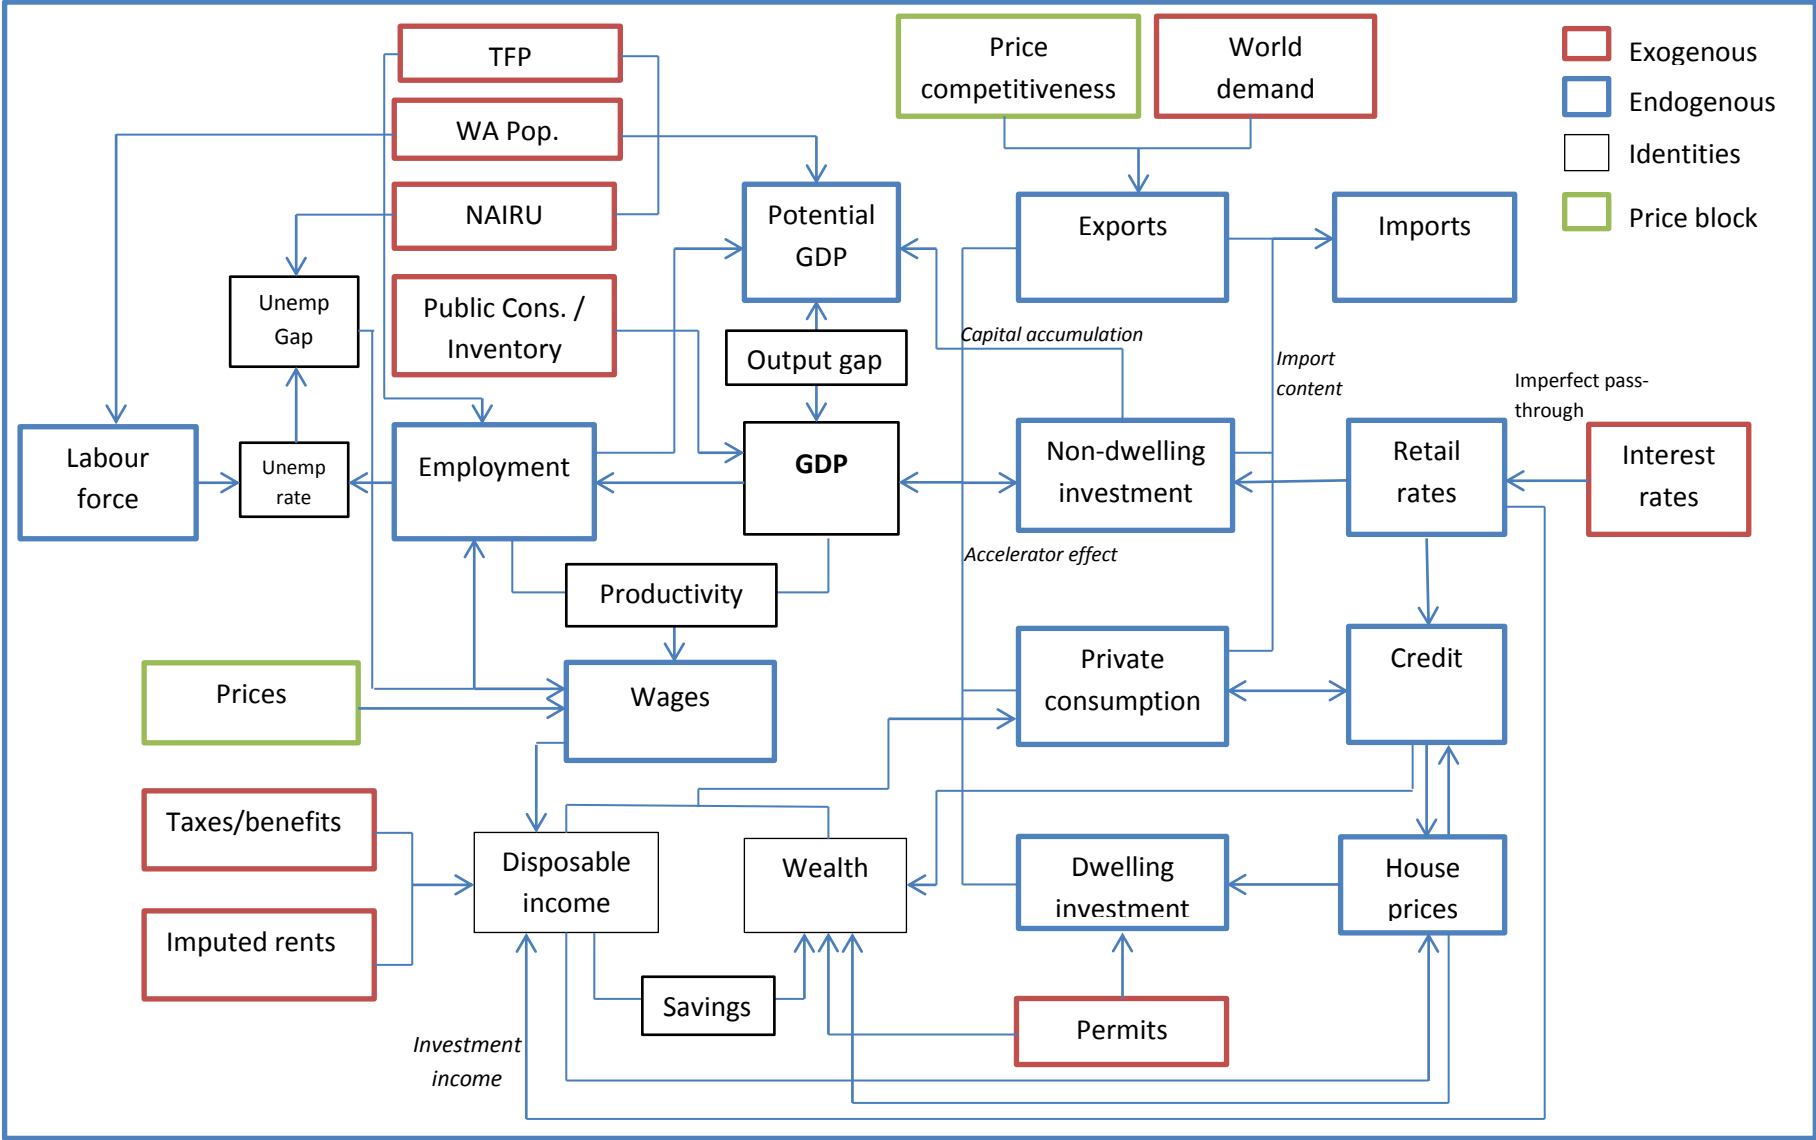 TFP
Price
competitiveness
World
demand
Exogenous
Endogenous
Identities
Price block
WA Pop.
NAIRU
Potential
GDP
Exports
Imports
Unemp
Gap
Public Cons. /
Inventory
Output gap
Capital accumulation
Import
content
Imperfect pass-
through
Labour
force
Unemp
rate
Employment
GDP
Non-dwelling
investment
Retail
rates
Interest
rates
Accelerator effect
Productivity
Prices
Wages
Private
consumption
Credit
Taxes/benefits
Disposable
income
Wealth
Dwelling
investment
House
prices
Imputed rents
Savings
Permits
Investment
income